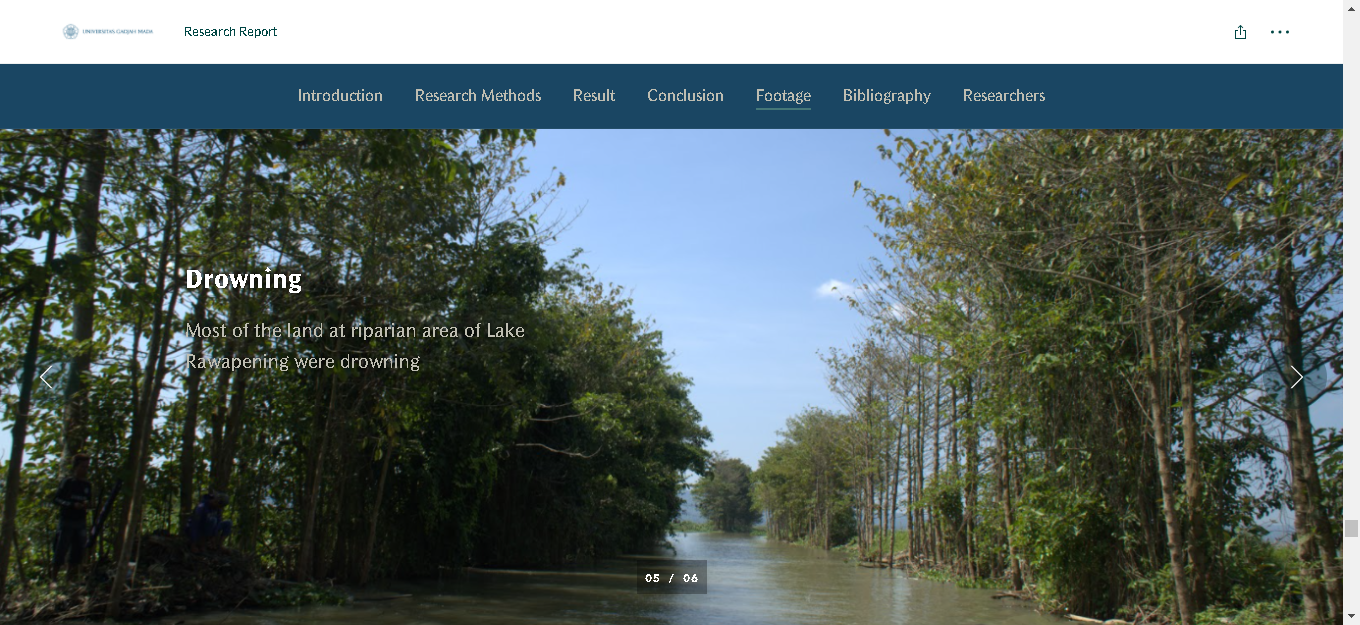 UNIVERSITAS GADJAH MADA
Research Report
Introduction
Research Methods
Result
Conclusion
Footage
Bibliography
Researchers
Drowning
Most of the land at riparian area of Lake
Rawapening were drowning
05 / 06